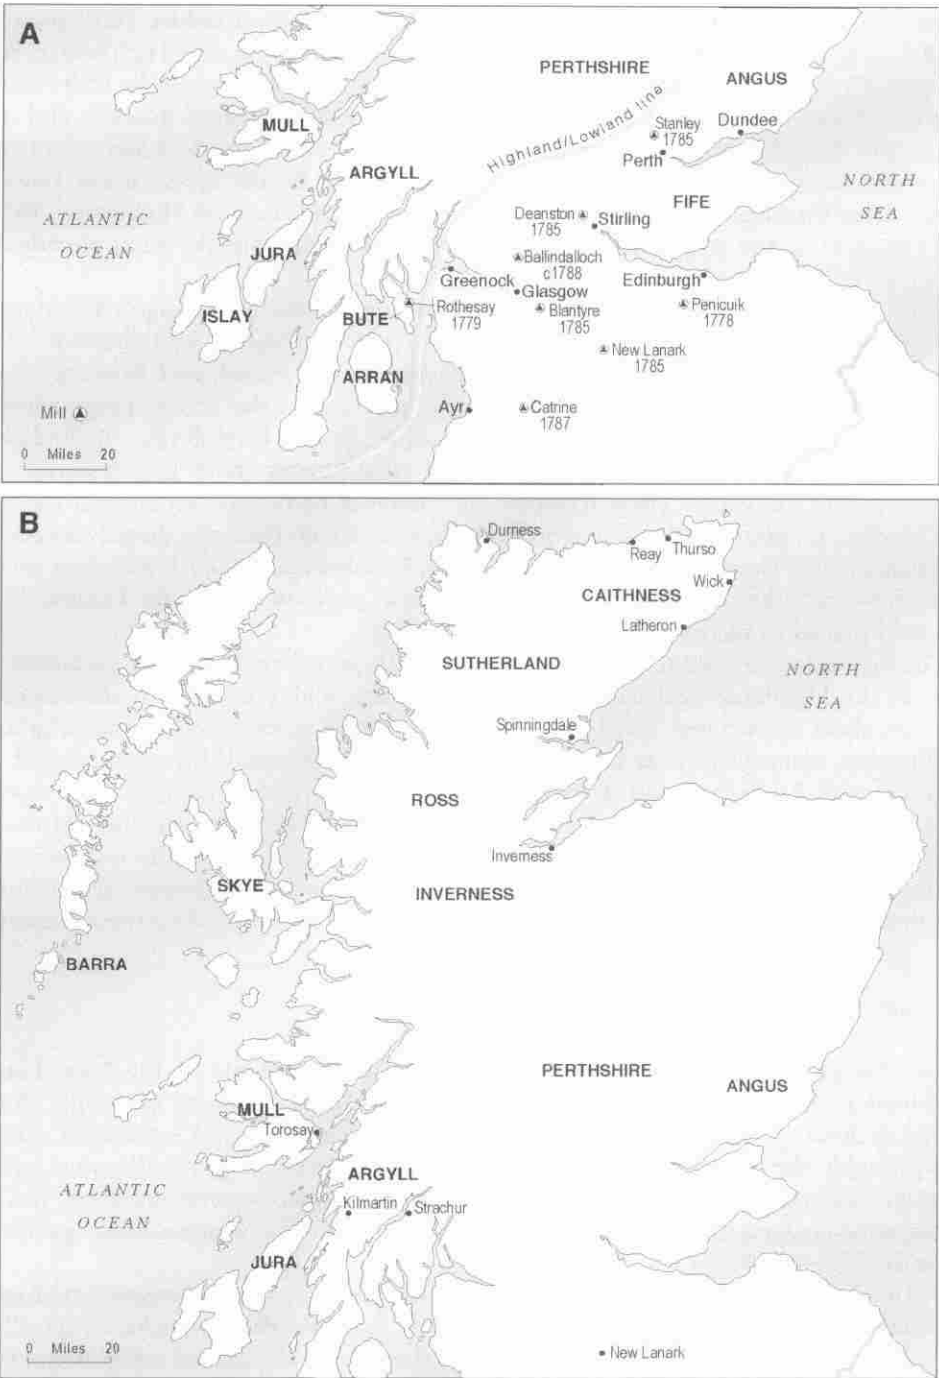 A
PERTHSHIRE
ANGUS
Highland/Lowland line
Stanley
1785
Dundee
MULL
Perth
ARGYLL
NORTH
SEA
FIFE
ATLANTIC
OCEAN
Deanston
1785
Stirling
JURA
Ballindalloch
c1788
Greenock
Edinburgh
Glasgow
ISLAY
BUTE
Rothesay
1779
Blantyre
1785
Penicuik
1778
New Lanark
1785
ARRAN
Mill
Ayr
Catrine
1787
0 Miles 20
B
Durness
Reay
Thurso
Wick
CAITHNESS
Latheron
SUTHERLAND
NORTH
SEA
Spinningdale
ROSS
Inverness
SKYE
INVERNESS
BARRA
PERTHSHIRE
ANGUS
MULL
Torosay
ARGYLL
ATLANTIC
OCEAN
Kilmartin
Strachur
JURA
0 Miles 20
New Lanark